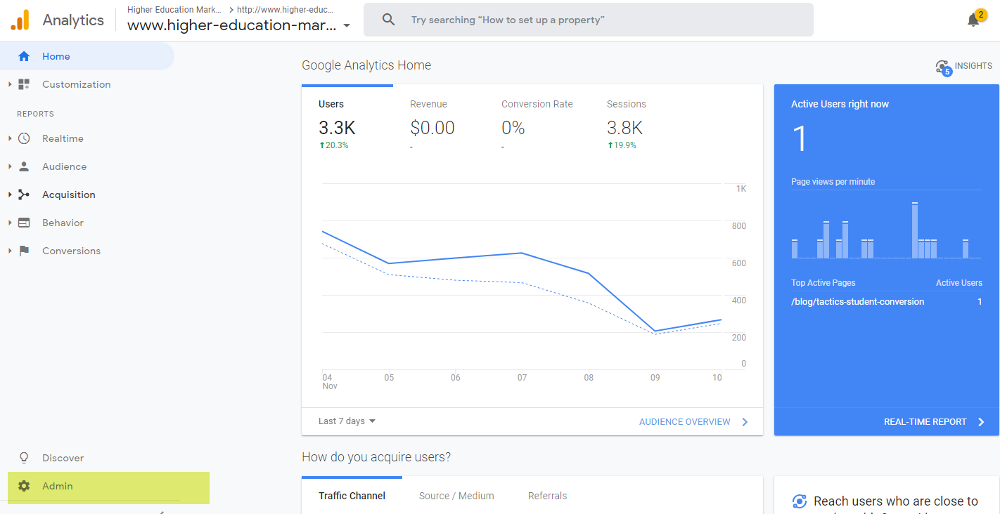 Analytics
Higher Education Mark... > http://www.higher-educ...
www.higher-education-mar...
Try searching “How to set up a property”
2
Home
Customization
REPORTS
Realtime
Audience
Acquisition
Behavior
Conversions
Discover
Admin
Google Analytics Home
5
INSIGHTS
Users Revenue Conversion Rate Sessions
3.3K $0.00 0% 3.8K
20.3% - - 19.9%
1K
800
600
400
200
0
04 05 06 07 08 09 10
Nov
Last 7 days
AUDIENCE OVERVIEW
Active Users right now
1
Page views per minute
Top Active Pages Active Users
/blog/tactics-student-conversion 1
REAL-TIME REPORT
How do you acquire users?
Traffic Channel Source / Medium Referrals
Reach users who are close to